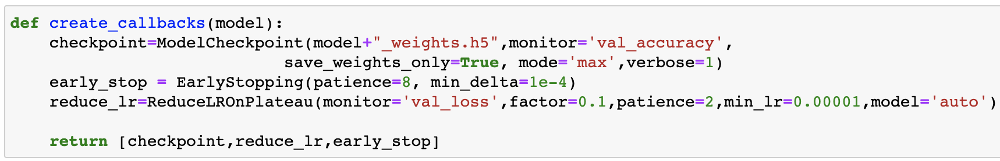 def create_callbacks(model):
    checkpoint=ModelCheckpoint(model+"_weights.h5",monitor='val_accuracy',
                            save_weights_only=True, mode='max',verbose=1)
    early_stop = EarlyStopping(patience=8, min_delta=1e-4)
    reduce_lr=ReduceLROnPlateau(monitor='val_loss',factor=0.1,patience=2,min_lr=0.00001,model='auto')
    return [checkpoint,reduce_lr,early_stop]